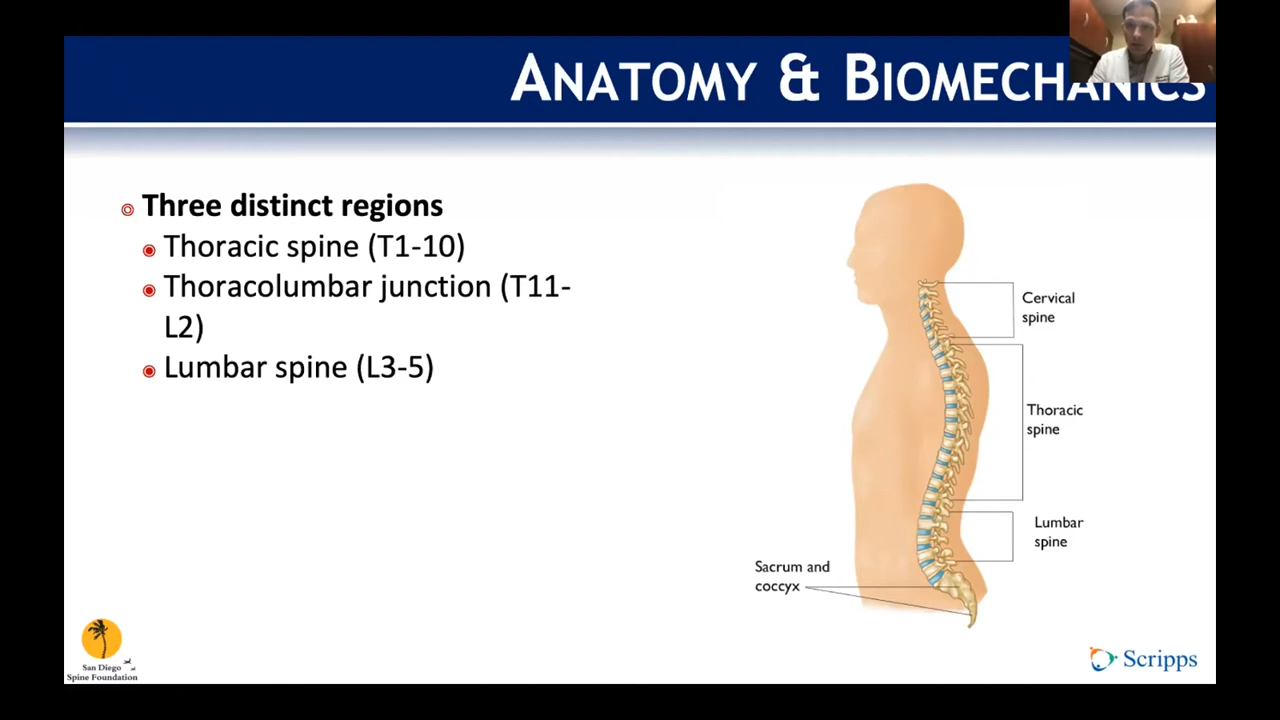 ANATOMY & BIOMECHANICS
Three distinct regions
Thoracic spine (T1-10)
Thoracolumbar junction (T11-
L2)
Lumbar spine (L3-5)
Cervical
spine
Thoracic
spine
Lumbar
spine
Sacrum and
coccyx
San Diego
Spine Foundation
Scripps